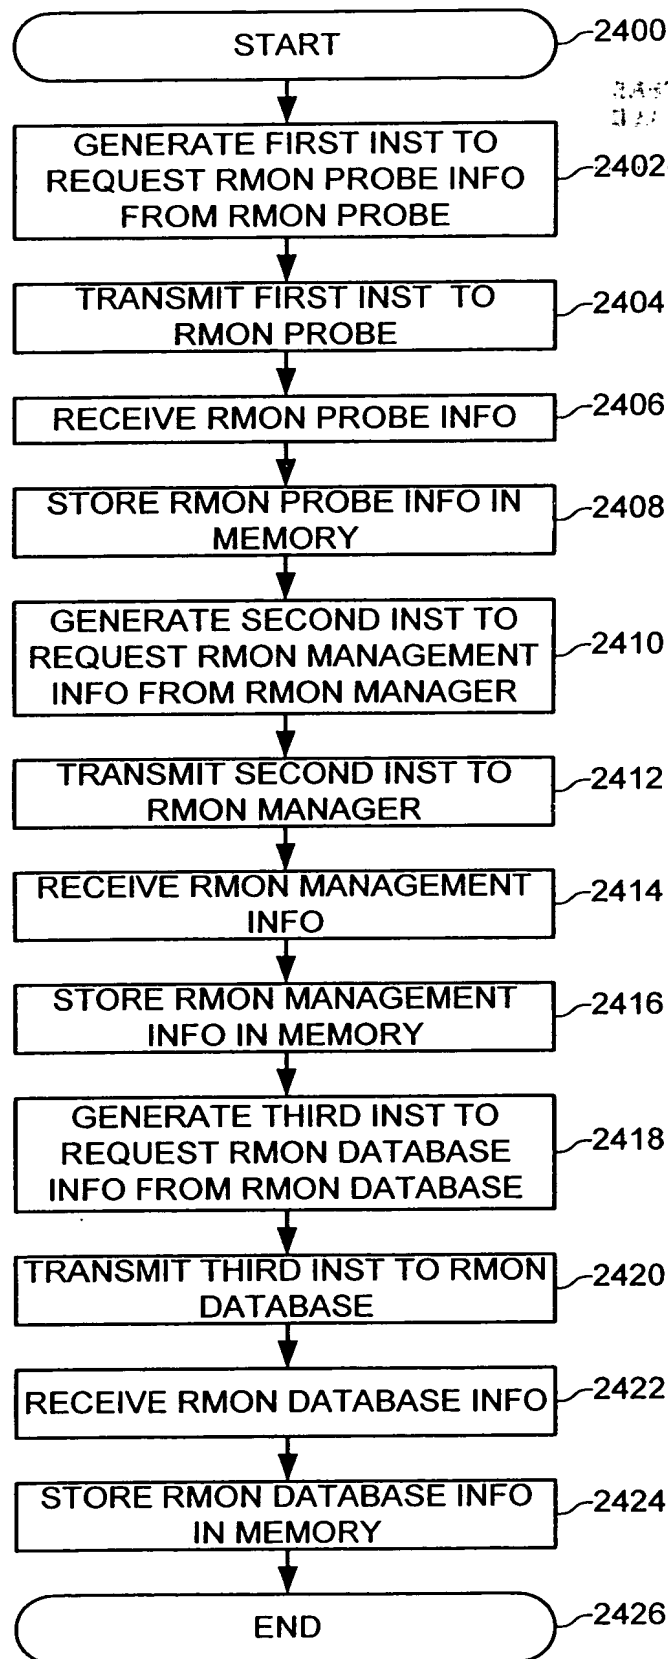 START
2400
GENERATE FIRST INST TO
REQUEST RMON PROBE INFO
FROM RMON PROBE
2402
TRANSMIT FIRST INST TO
RMON PROBE
2404
RECEIVE RMON PROBE INFO
2406
STORE RMON PROBE INFO IN
MEMORY
2408
GENERATE SECOND INST TO
REQUEST RMON MANAGEMENT
INFO FROM RMON MANAGER
2410
TRANSMIT SECOND INST TO
RMON MANAGER
2412
RECEIVE RMON MANAGEMENT
INFO
2414
STORE RMON MANAGEMENT
INFO IN MEMORY
2416
GENERATE THIRD INST TO
REQUEST RMON DATABASE
INFO FROM RMON DATABASE
2418
TRANSMIT THIRD INST TO RMON
DATABASE
2420
RECEIVE RMON DATABASE INFO
2422
STORE RMON DATABASE INFO
IN MEMORY
2424
END
2426